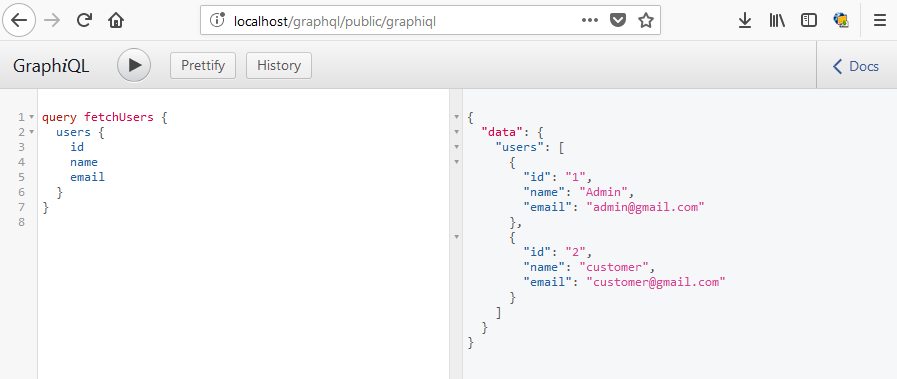 localhost/graphql/public/graphiql
GraphiQL
Prettify
History
Docs
1 query fetchUsers {
2 users {
3 id
4 name
5 email
6 }
7 }
8
{
"data": {
"users": [
{
"id": "1",
"name": "Admin",
"email": "admin@gmail.com"
},
{
"id": "2",
"name": "customer",
"email": "customer@gmail.com"
}
]
}
}